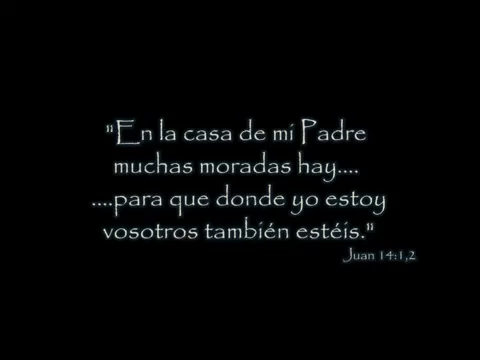 "En la casa de mi Padre
muchas moradas hay....
....para que donde yo estoy
vosotros también estéis."
Juan 14:1,2